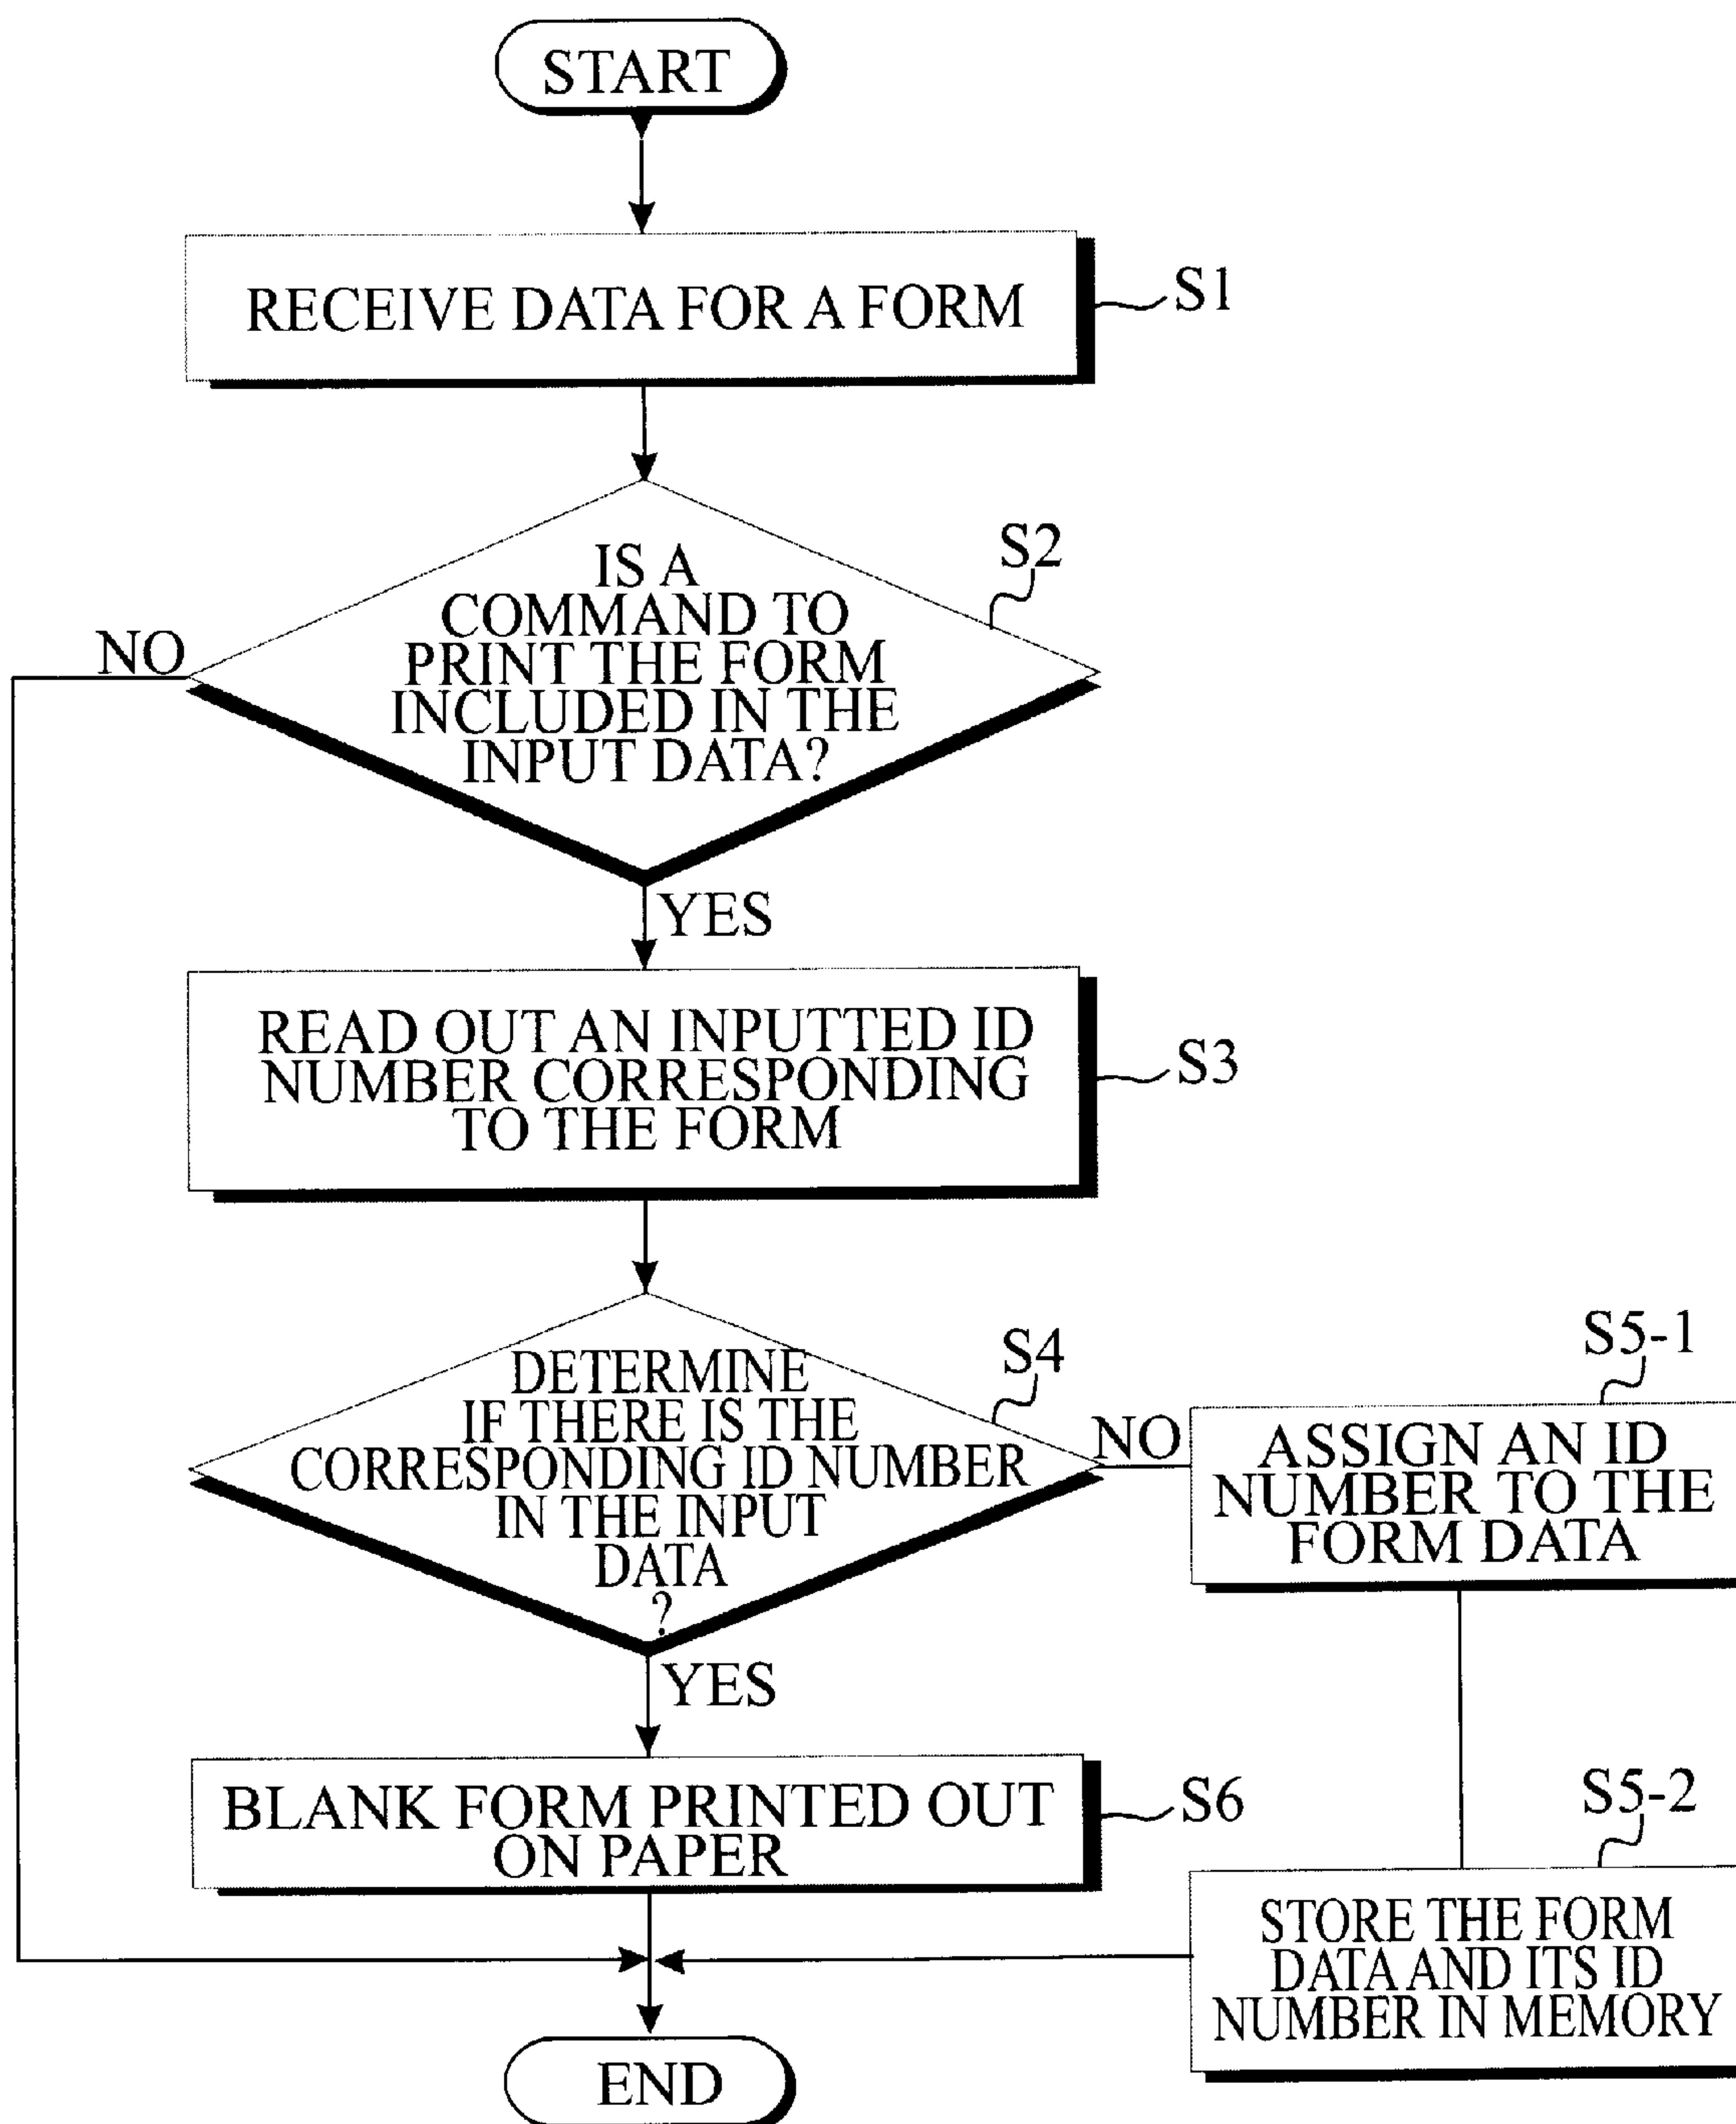 START
RECEIVE DATA FOR A FORM
S1
S2
IS A
COMMAND TO
PRINT THE FORM
INCLUDED IN THE
INPUT DATA?
NO
YES
READ OUT AN INPUTTED ID
NUMBER CORRESPONDING
TO THE FORM
S3
S4
DETERMINE
IF THERE IS THE
CORRESPONDING ID NUMBER
IN THE INPUT
DATA
?
NO
S5-1
ASSIGN AN ID
NUMBER TO THE
FORM DATA
YES
BLANK FORM PRINTED OUT
ON PAPER
S6
S5-2
STORE THE FORM
DATA AND ITS ID
NUMBER IN MEMORY
END